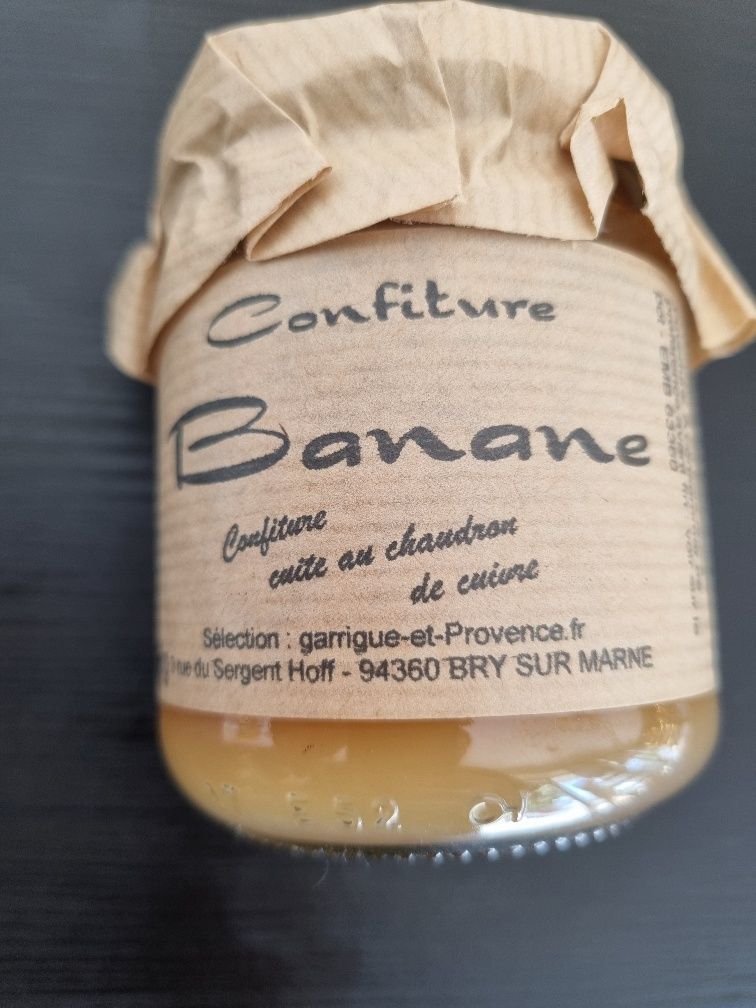 Confiture
Banane
Confiture
cuite au chaudron
de cuivre
Sélection : garrigue-et-Provence.fr
rue du Sergent Hoff - 94360 BRY SUR MARNE